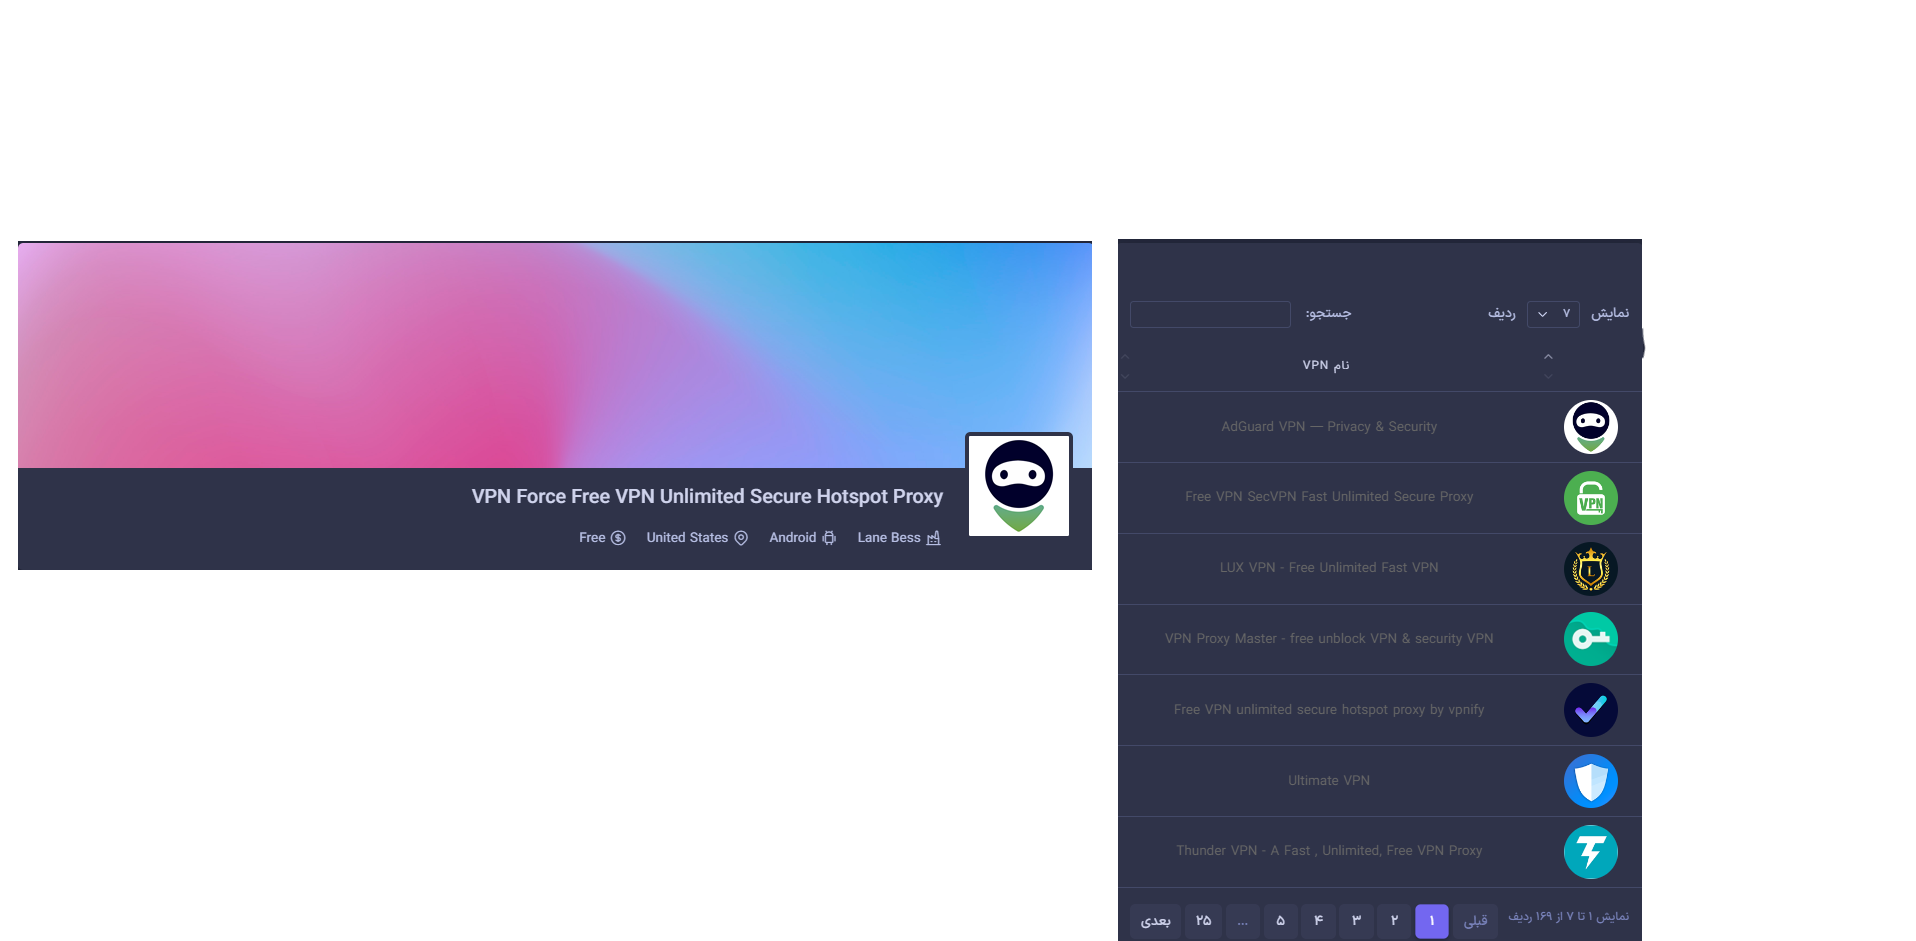 VPN Force Free VPN Unlimited Secure Hotspot Proxy
Lane Bess Android United States Free
نمایش ۷ ردیف جستجو:
نام VPN
AdGuard VPN — Privacy & Security
Free VPN SecVPN Fast Unlimited Secure Proxy
VPN
LUX VPN - Free Unlimited Fast VPN
L
VPN Proxy Master - free unblock VPN & security VPN
Free VPN unlimited secure hotspot proxy by vpnify
Ultimate VPN
Thunder VPN - A Fast , Unlimited, Free VPN Proxy
نمایش ۱ تا ۷ از ۱۶۹ ردیف
قبلی ۱ ۲ ۳ ۴ ۵ … ۲۵ بعدی